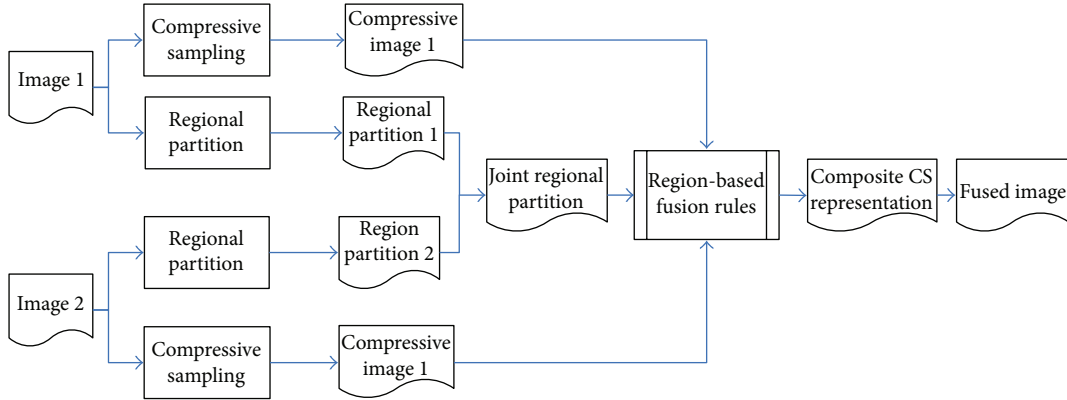 Image 1
Compressive
sampling
Compressive
image 1
Regional
partition
Regional
partition 1
Joint regional
partition
Region-based
fusion rules
Composite CS
representation
Fused image
Image 2
Regional
partition
Region
partition 2
Compressive
sampling
Compressive
image 1